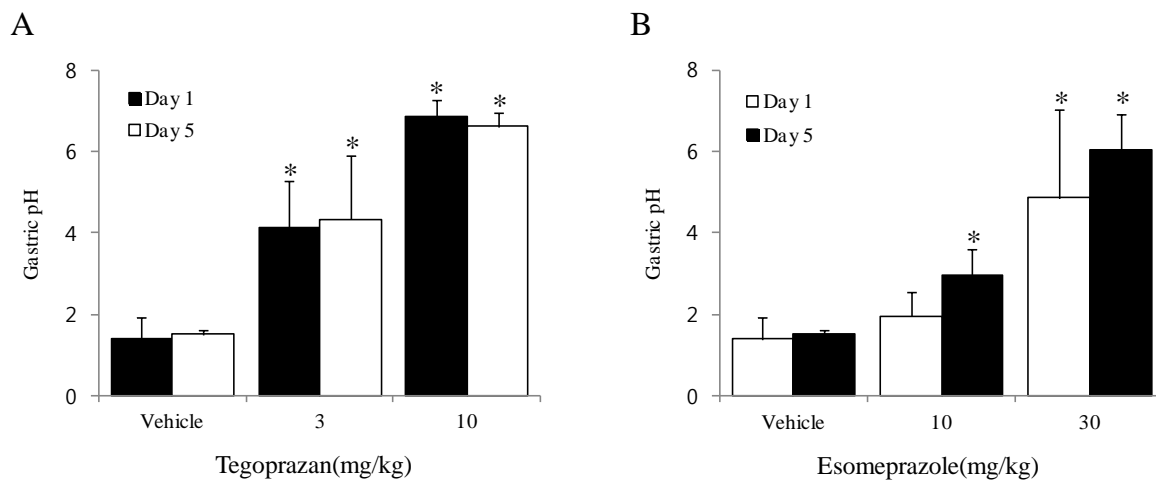 A
8
6
4
2
0
Gastric pH
Day 1
Day 5
*
*
*
*
Vehicle
3
10
Tegoprazan(mg/kg)
B
8
6
4
2
0
Gastric pH
Day 1
Day 5
*
*
*
Vehicle
10
30
Esomeprazole(mg/kg)